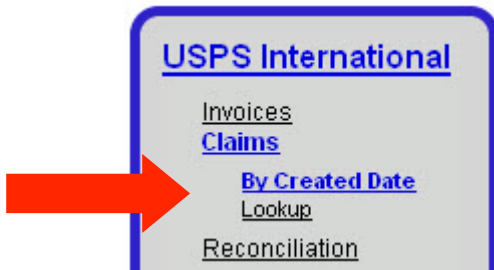 USPS International
Invoices
Claims
By Created Date
Lookup
Reconciliation